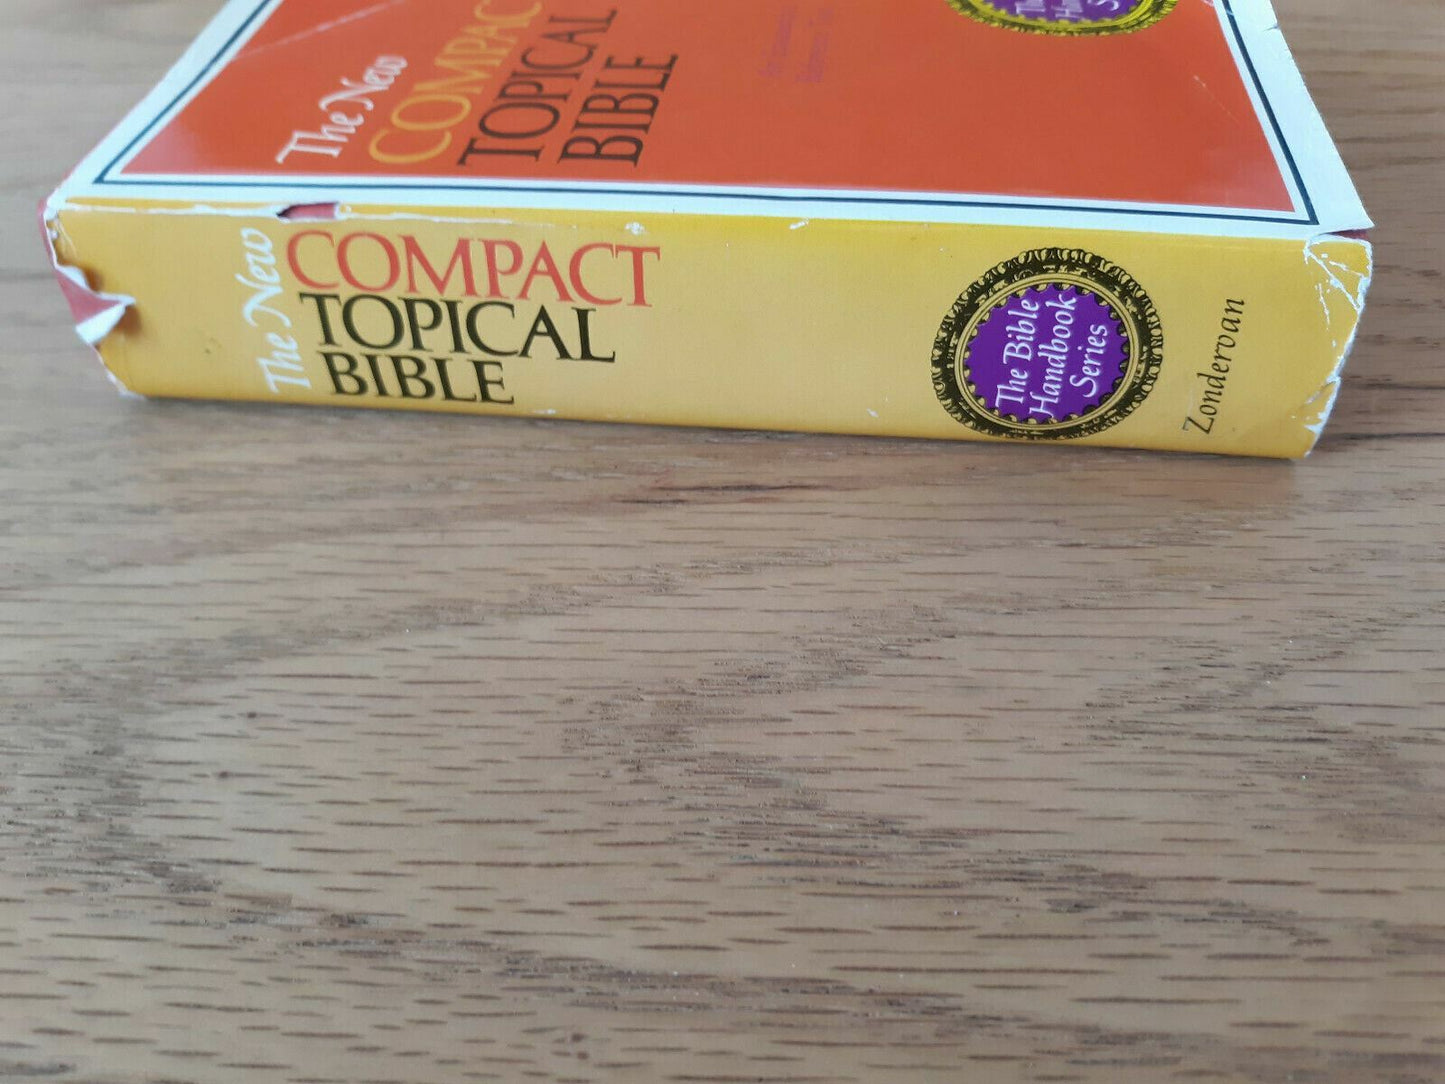 The New
COMPAC
TOPICAL
BIBLE
The New
COMPACT
TOPICAL
BIBLE
The Bible
Handbook
Series
Zondervan